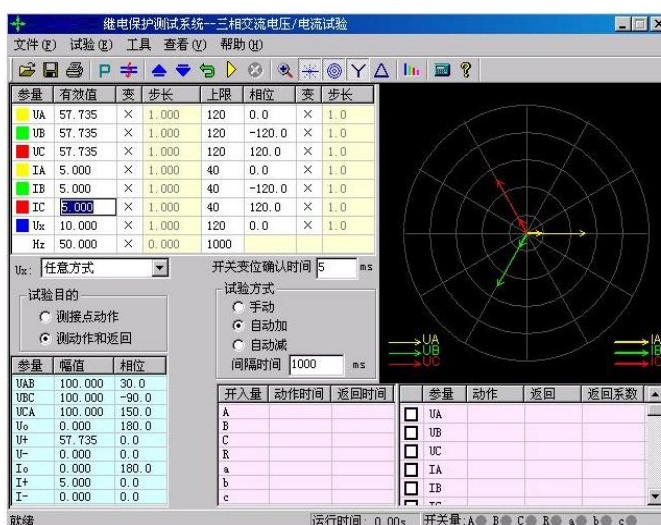 继电保护测试系统--三相交流电压/电流试验
文件(F) 试验(E) 工具 查看(V) 帮助(H)
参量 有效值 变 步长 上限 相位 变 步长
UA 57.735 × 1.000 120 0.0 × 1.0
UB 57.735 × 1.000 120 -120.0 × 1.0
UC 57.735 × 1.000 120 120.0 × 1.0
IA 5.000 × 1.000 40 0.0 × 1.0
IB 5.000 × 1.000 40 -120.0 × 1.0
IC 5.000 × 1.000 40 120.0 × 1.0
Ux 10.000 × 1.000 120 0.0 × 1.0
Hz 50.000 × 0.000 1000
Ux: 任意方式
开关变位确认时间 5 ms
试验目的
测接点动作
测动作和返回
试验方式
手动
自动加
自动减
间隔时间 1000 ms
UA
UB
UC
IA
IB
IC
参量 幅值 相位
UAB 100.000 30.0
UBC 100.000 -90.0
UCA 100.000 150.0
Uo 0.000 180.0
U+ 57.735 0.0
U- 0.000 0.0
Io 0.000 180.0
I+ 5.000 0.0
I- 0.000 0.0
开入量 动作时间 返回时间
A
B
C
R
a
b
c
参量 动作 返回 返回系数
UA
UB
UC
IA
IB
IC
就绪
运行时间: 0.00s
开关量:A B C R a b c